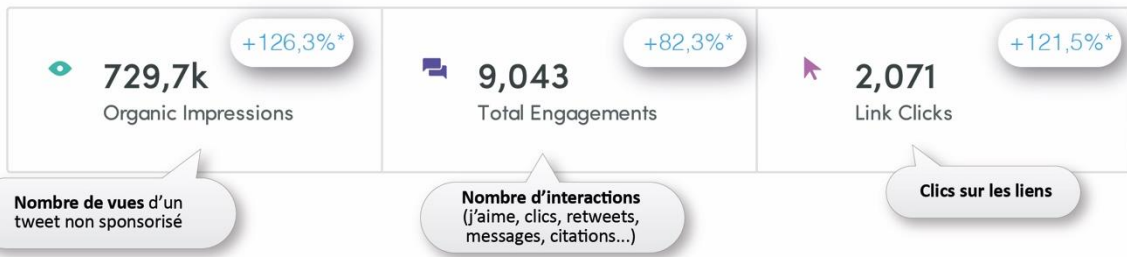 +126,3%*
729,7k
Organic Impressions
+82,3%*
9,043
Total Engagements
+121,5%*
2,071
Link Clicks
Nombre de vues d'un
tweet non sponsorisé
Nombre d'interactions
(j'aime, clics, retweets,
messages, citations...)
Clics sur les liens